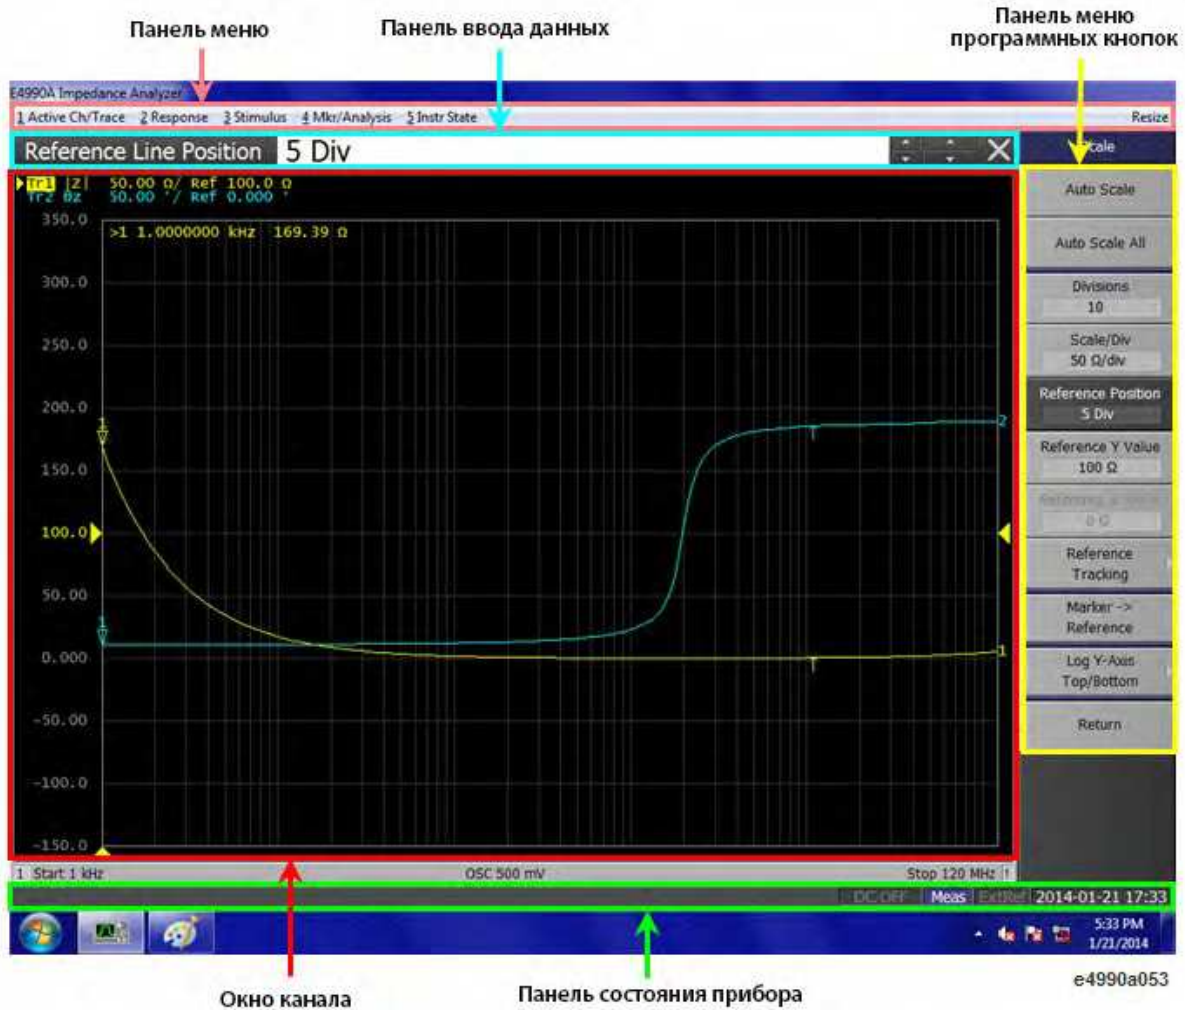 Панель меню
Панель ввода данных
Панель меню
программных кнопок
E4990A Impedance Analyzer
1 Active Ch/Trace 2 Response 3 Stimulus 4 Mkr/Analysis 5 Instr State
Resize
Reference Line Position 5 Div
Tr1 |Z| 50.00 Ω/ Ref 100.0 Ω
Tr2 θz 50.00 °/ Ref 0.000 °
>1 1.0000000 kHz 169.39 Ω
350.0
300.0
250.0
200.0
150.0
100.0
50.00
0.000
-50.00
-100.0
-150.0
1
1
2
1
Auto Scale
Auto Scale All
Divisions
10
Scale/Div
50 Ω/div
Reference Position
5 Div
Reference Y Value
100 Ω
0 Ω
Reference
Tracking
Marker ->
Reference
Log Y-Axis
Top/Bottom
Return
1 Start 1 kHz
OSC 500 mV
Stop 120 MHz
DC OFF Meas ExtRef 2014-01-21 17:33
5:33 PM
1/21/2014
e4990a053
Окно канала
Панель состояния прибора